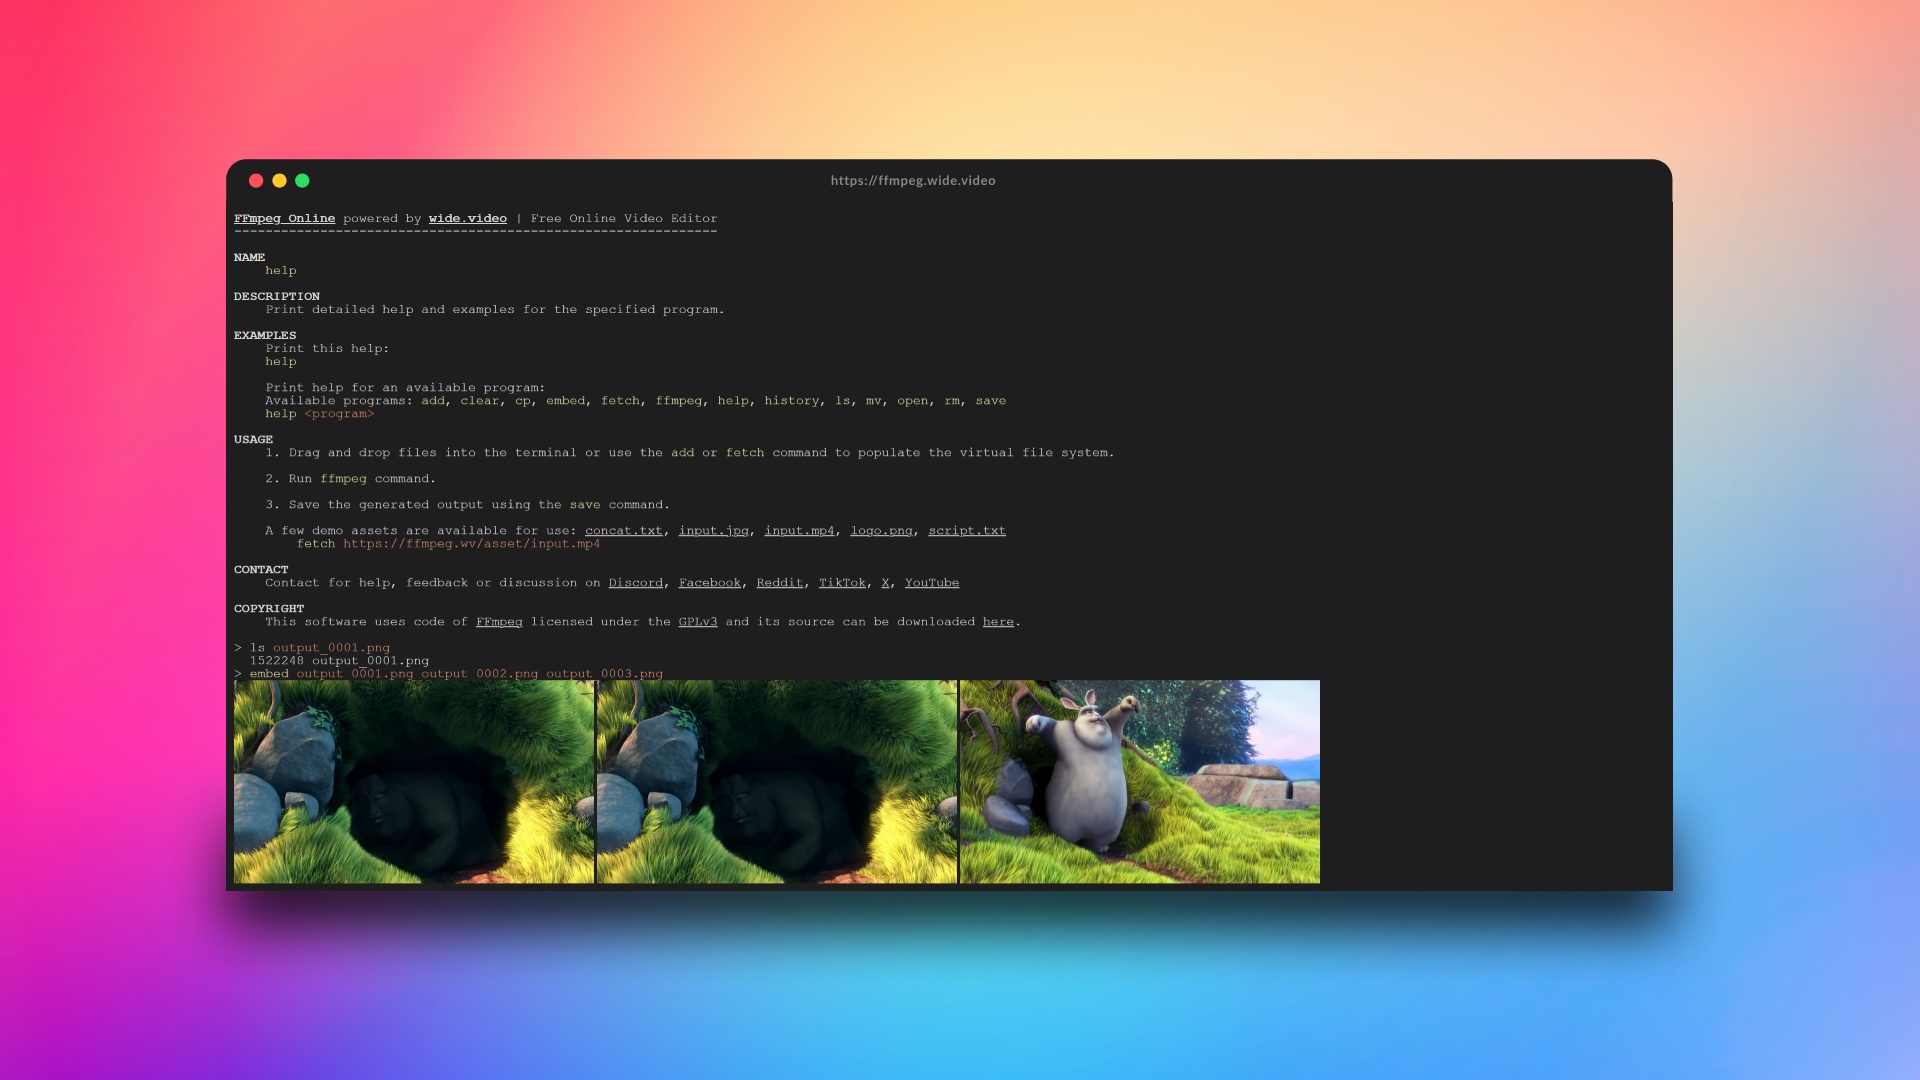 https://ffmpeg.wide.video
FFmpeg Online powered by wide.video | Free Online Video Editor
--------------------------------------------------------------
NAME
help
DESCRIPTION
Print detailed help and examples for the specified program.
EXAMPLES
Print this help:
help
Print help for an available program:
Available programs: add, clear, cp, embed, fetch, ffmpeg, help, history, ls, mv, open, rm, save
help <program>
USAGE
1. Drag and drop files into the terminal or use the add or fetch command to populate the virtual file system.
2. Run ffmpeg command.
3. Save the generated output using the save command.
A few demo assets are available for use: concat.txt, input.jpg, input.mp4, logo.png, script.txt
fetch https://ffmpeg.wv/asset/input.mp4
CONTACT
Contact for help, feedback or discussion on Discord, Facebook, Reddit, TikTok, X, YouTube
COPYRIGHT
This software uses code of FFmpeg licensed under the GPLv3 and its source can be downloaded here.
> ls output_0001.png
1522248 output_0001.png
> embed output_0001.png output_0002.png output_0003.png